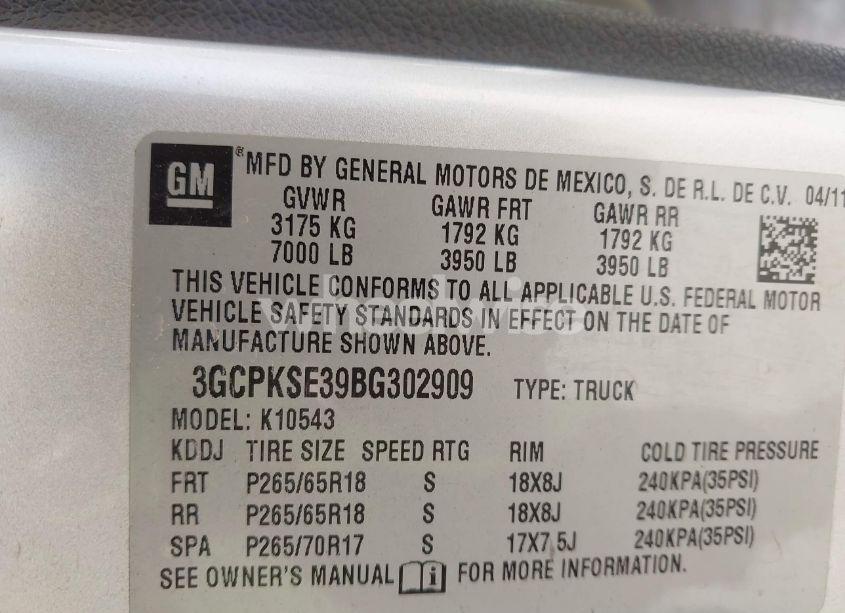 GM ® MFD BY GENERAL MOTORS DE MEXICO, S. DE R.L. DE C.V. 04/11
GVWR GAWR FRT GAWR RR
3175 KG 1792 KG 1792 KG
7000 LB 3950 LB 3950 LB
THIS VEHICLE CONFORMS TO ALL APPLICABLE U.S. FEDERAL MOTOR
VEHICLE SAFETY STANDARDS IN EFFECT ON THE DATE OF
MANUFACTURE SHOWN ABOVE.
3GCPKSE39BG302909 TYPE: TRUCK
MODEL: K10543
KDDJ TIRE SIZE SPEED RTG RIM COLD TIRE PRESSURE
FRT P265/65R18 S 18X8J 240KPA(35PSI)
RR P265/65R18 S 18X8J 240KPA(35PSI)
SPA P265/70R17 S 17X7.5J 240KPA(35PSI)
SEE OWNER'S MANUAL i FOR MORE INFORMATION.